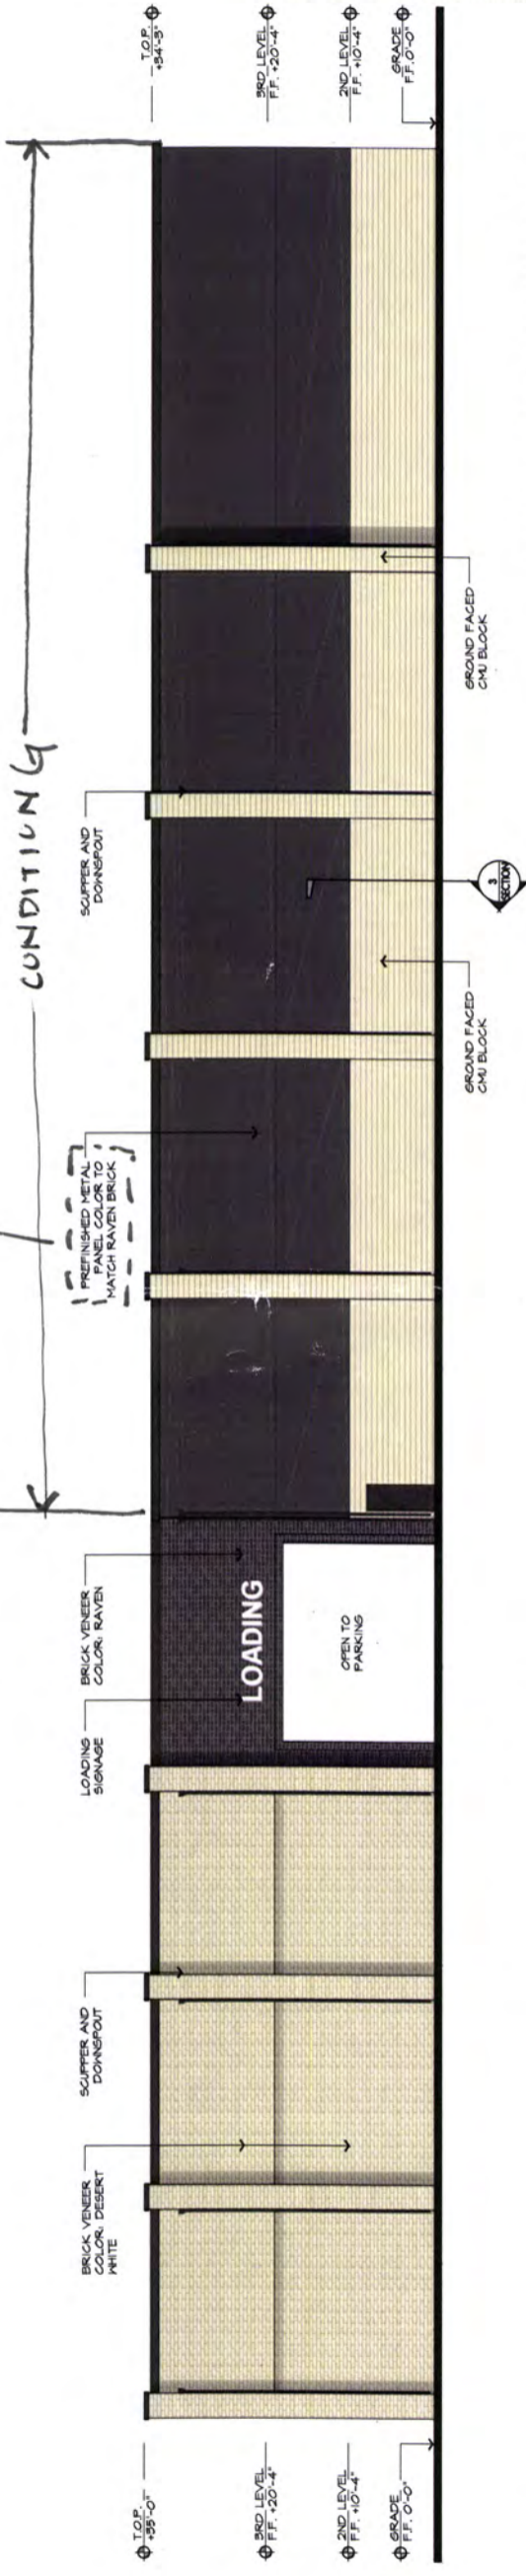 CONDITION G
BRICK VENEER
COLOR: DESERT
WHITE
SCUPPER AND
DOWNSPOUT
LOADING
SIGNAGE
BRICK VENEER
COLOR: RAVEN
PREFINISHED METAL
PANEL COLOR TO
MATCH RAVEN BRICK
SCUPPER AND
DOWNSPOUT
T.O.P.
+35'-0"
3RD LEVEL
F.F. +20'-4"
2ND LEVEL
F.F. +10'-4"
GRADE
F.F. 0'-0"
LOADING
OPEN TO
PARKING
T.O.P.
+34'-3"
3RD LEVEL
F.F. +20'-4"
2ND LEVEL
F.F. +10'-4"
GRADE
F.F. 0'-0"
GROUND FACED
CMU BLOCK
3
SECTION
GROUND FACED
CMU BLOCK